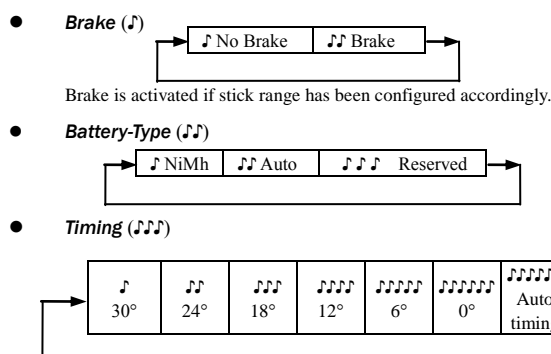 ● Brake (♪)
♪ No Brake ♪♪ Brake
Brake is activated if stick range has been configured accordingly.
● Battery-Type (♪♪)
♪ NiMh ♪♪ Auto ♪♪♪ Reserved
● Timing (♪♪♪)
♪ ♪♪ ♪♪♪ ♪♪♪♪ ♪♪♪♪♪ ♪♪♪♪♪♪ ♪♪♪♪♪
30° 24° 18° 12° 6° 0° Auto
timing